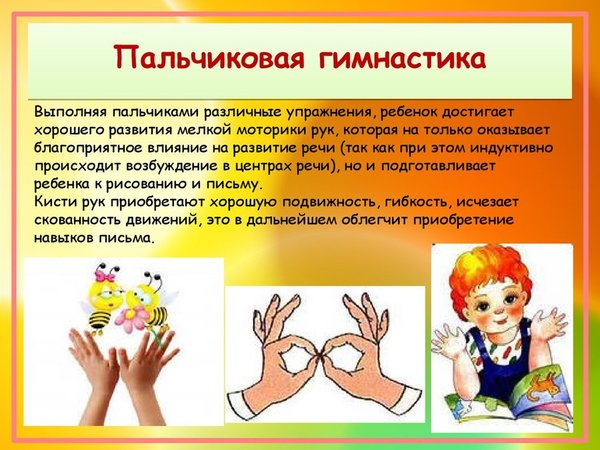 Пальчиковая гимнастика
Выполняя пальчиками различные упражнения, ребенок достигает
хорошего развития мелкой моторики рук, которая на только оказывает
благоприятное влияние на развитие речи (так как при этом индуктивно
происходит возбуждение в центрах речи), но и подготавливает
ребенка к рисованию и письму.
Кисти рук приобретают хорошую подвижность, гибкость, исчезает
скованность движений, это в дальнейшем облегчит приобретение
навыков письма.